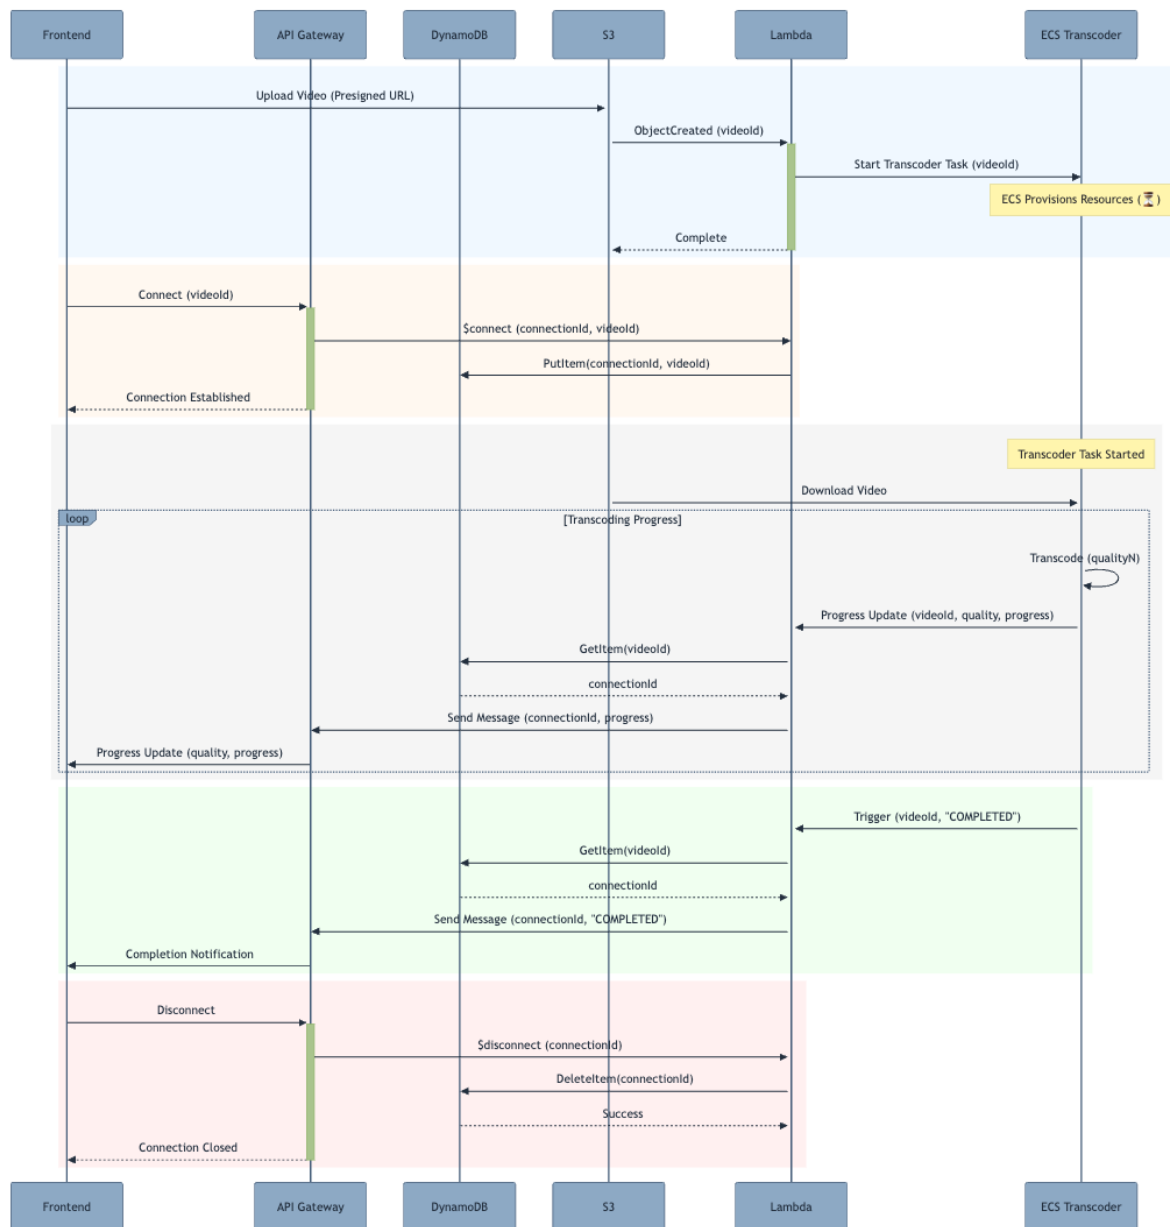 Frontend
API Gateway
DynamoDB
S3
Lambda
ECS Transcoder
Upload Video (Presigned URL)
ObjectCreated (videoId)
Start Transcoder Task (videoId)
ECS Provisions Resources (⏳)
Complete
Connect (videoId)
$connect (connectionId, videoId)
PutItem(connectionId, videoId)
Connection Established
Transcoder Task Started
Download Video
loop
[Transcoding Progress]
Transcode (qualityN)
Progress Update (videoId, quality, progress)
GetItem(videoId)
connectionId
Send Message (connectionId, progress)
Progress Update (quality, progress)
Trigger (videoId, "COMPLETED")
GetItem(videoId)
connectionId
Send Message (connectionId, "COMPLETED")
Completion Notification
Disconnect
$disconnect (connectionId)
DeleteItem(connectionId)
Success
Connection Closed
Frontend
API Gateway
DynamoDB
S3
Lambda
ECS Transcoder